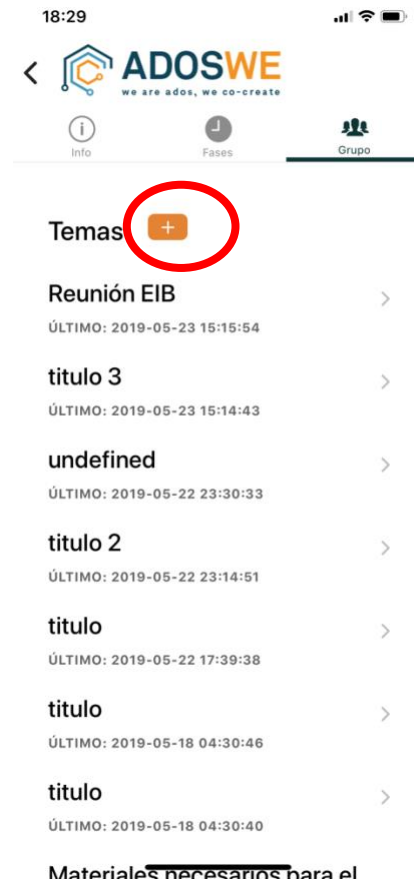 18:29
ADOSWE
we are ados, we co-create
Info
Fases
Grupo
Temas +
Reunión EIB
ÚLTIMO: 2019-05-23 15:15:54
titulo 3
ÚLTIMO: 2019-05-23 15:14:43
undefined
ÚLTIMO: 2019-05-22 23:30:33
titulo 2
ÚLTIMO: 2019-05-22 23:14:51
titulo
ÚLTIMO: 2019-05-22 17:39:38
titulo
ÚLTIMO: 2019-05-18 04:30:46
titulo
ÚLTIMO: 2019-05-18 04:30:40
Materiales necesarios para el